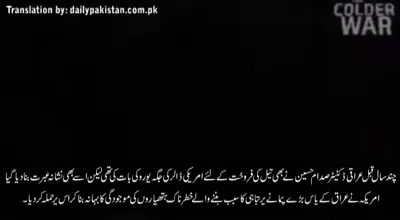 Translation by: dailypakistan.com.pk
THE
COLDER
WAR
چند سال قبل عراقی ڈکٹیٹر صدام حسین نے بھی تیل کی فروخت کے لئے امریکی ڈالر کی جگہ یورو کی بات کی تھی لیکن اسے بھی نشانہ عبرت بنا دیا گیا
امریکہ نے عراق کے پاس بڑے پیمانے پر تباہی کا سبب بننے والے خطرناک ہتھیاروں کی موجودگی کا بہانہ بنا کر اس پر حملہ کر دیا۔